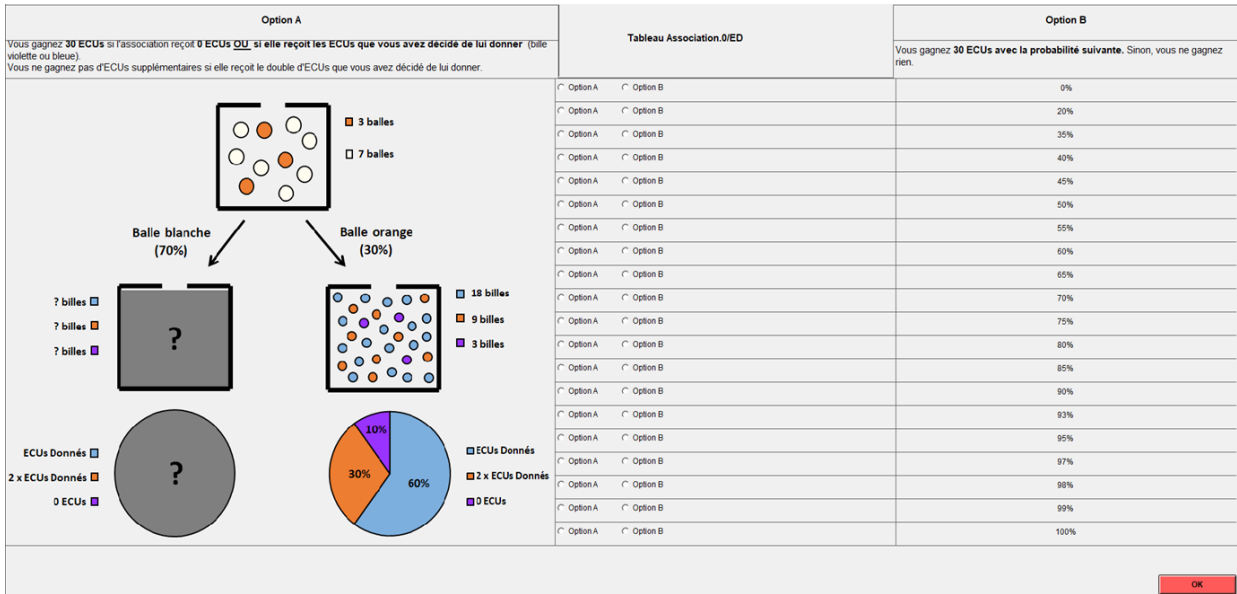 Option A
Vous gagnez 30 ECUs si l'association reçoit 0 ECUs OU si elle reçoit les ECUs que vous avez décidé de lui donner (bille
violette ou bleue).
Vous ne gagnez pas d'ECUs supplémentaires si elle reçoit le double d'ECUs que vous avez décidé de lui donner.
Tableau Association.0/ED
Option B
Vous gagnez 30 ECUs avec la probabilité suivante. Sinon, vous ne gagnez
rien.
3 balles
7 balles
Balle blanche
(70%)
Balle orange
(30%)
? billes
? billes
? billes
?
18 billes
9 billes
3 billes
ECUs Donnés
2 x ECUs Donnés
0 ECUs
?
10%
30%
60%
ECUs Donnés
2 x ECUs Donnés
0 ECUs
Option A Option B 0%
Option A Option B 20%
Option A Option B 35%
Option A Option B 40%
Option A Option B 45%
Option A Option B 50%
Option A Option B 55%
Option A Option B 60%
Option A Option B 65%
Option A Option B 70%
Option A Option B 75%
Option A Option B 80%
Option A Option B 85%
Option A Option B 90%
Option A Option B 93%
Option A Option B 95%
Option A Option B 97%
Option A Option B 98%
Option A Option B 99%
Option A Option B 100%
OK